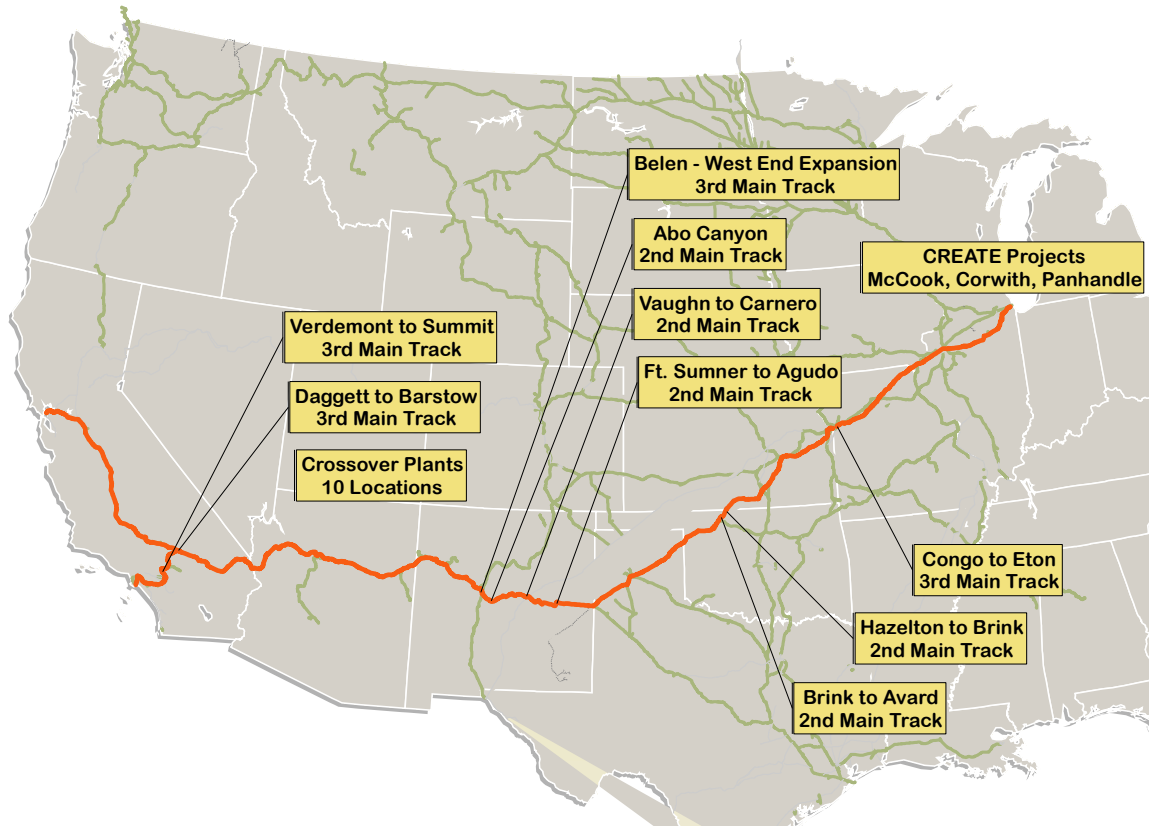 Belen - West End Expansion
3rd Main Track
Abo Canyon
2nd Main Track
CREATE Projects
McCook, Corwith, Panhandle
Vaughn to Carnero
2nd Main Track
Verdemont to Summit
3rd Main Track
Ft. Sumner to Agudo
2nd Main Track
Daggett to Barstow
3rd Main Track
Crossover Plants
10 Locations
Congo to Eton
3rd Main Track
Hazelton to Brink
2nd Main Track
Brink to Avard
2nd Main Track